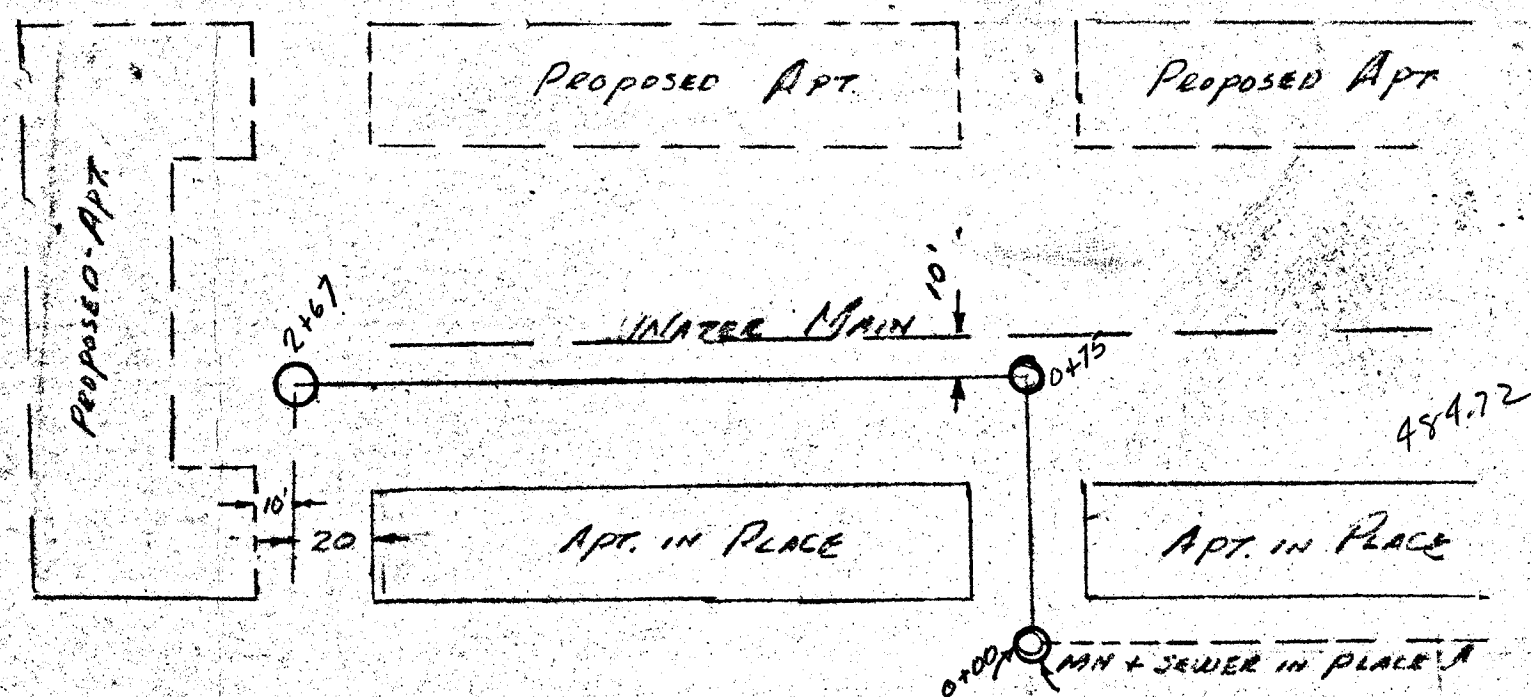 PROPOSED APT.
PROPOSED APT
PROPOSED-APT.
2+67
WATER MAIN
10'
0+75
484.72
10'
20
APT. IN PLACE
APT. IN PLACE
0+00
MH + SEWER IN PLACE